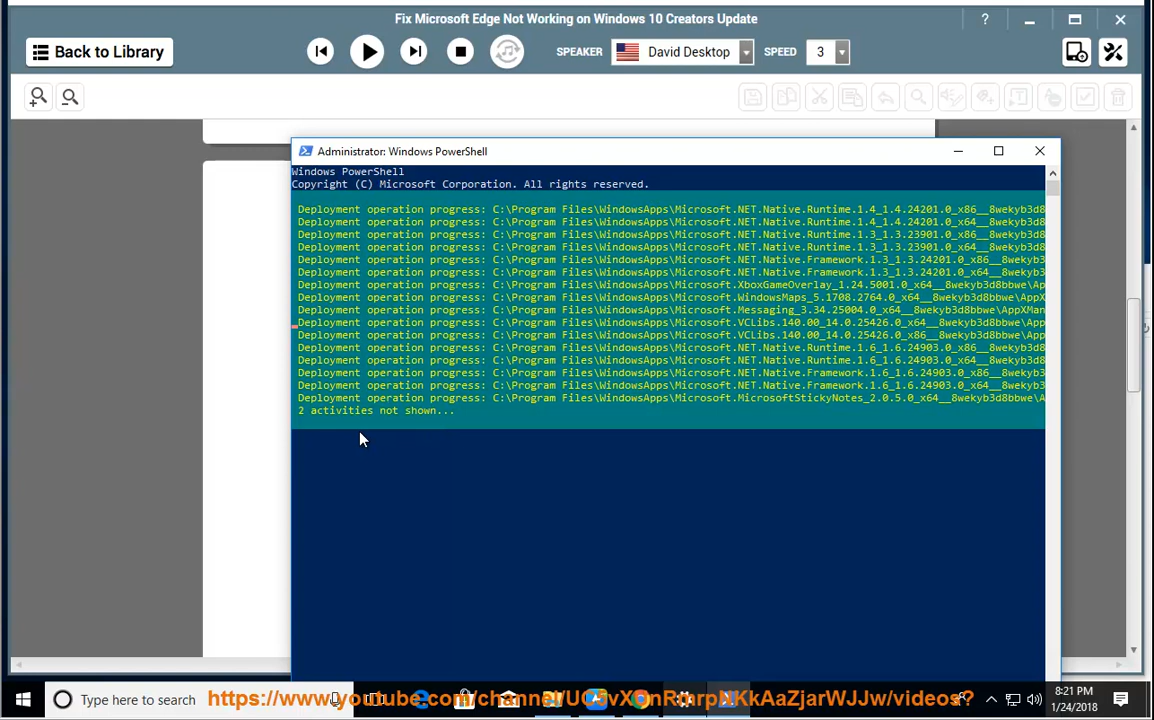 Fix Microsoft Edge Not Working on Windows 10 Creators Update
?
Back to Library
SPEAKER
David Desktop
SPEED
3
Administrator: Windows PowerShell
Windows PowerShell
Copyright (C) Microsoft Corporation. All rights reserved.
Deployment operation progress: C:\Program Files\WindowsApps\Microsoft.NET.Native.Runtime.1.4_1.4.24201.0_x86__8wekyb3d8
Deployment operation progress: C:\Program Files\WindowsApps\Microsoft.NET.Native.Runtime.1.4_1.4.24201.0_x64__8wekyb3d8
Deployment operation progress: C:\Program Files\WindowsApps\Microsoft.NET.Native.Runtime.1.3_1.3.23901.0_x86__8wekyb3d8
Deployment operation progress: C:\Program Files\WindowsApps\Microsoft.NET.Native.Runtime.1.3_1.3.23901.0_x64__8wekyb3d8
Deployment operation progress: C:\Program Files\WindowsApps\Microsoft.NET.Native.Framework.1.3_1.3.24201.0_x86__8wekyb3
Deployment operation progress: C:\Program Files\WindowsApps\Microsoft.NET.Native.Framework.1.3_1.3.24201.0_x64__8wekyb3
Deployment operation progress: C:\Program Files\WindowsApps\Microsoft.XboxGameOverlay_1.24.5001.0_x64__8wekyb3d8bbwe\App
Deployment operation progress: C:\Program Files\WindowsApps\Microsoft.WindowsMaps_5.1708.2764.0_x64__8wekyb3d8bbwe\AppX
Deployment operation progress: C:\Program Files\WindowsApps\Microsoft.Messaging_3.34.25004.0_x64__8wekyb3d8bbwe\AppXMan
Deployment operation progress: C:\Program Files\WindowsApps\Microsoft.VCLibs.140.00_14.0.25426.0_x64__8wekyb3d8bbwe\App
Deployment operation progress: C:\Program Files\WindowsApps\Microsoft.VCLibs.140.00_14.0.25426.0_x86__8wekyb3d8bbwe\App
Deployment operation progress: C:\Program Files\WindowsApps\Microsoft.NET.Native.Runtime.1.6_1.6.24903.0_x86__8wekyb3d8
Deployment operation progress: C:\Program Files\WindowsApps\Microsoft.NET.Native.Runtime.1.6_1.6.24903.0_x64__8wekyb3d8
Deployment operation progress: C:\Program Files\WindowsApps\Microsoft.NET.Native.Framework.1.6_1.6.24903.0_x86__8wekyb3
Deployment operation progress: C:\Program Files\WindowsApps\Microsoft.NET.Native.Framework.1.6_1.6.24903.0_x64__8wekyb3
Deployment operation progress: C:\Program Files\WindowsApps\Microsoft.MicrosoftStickyNotes_2.0.5.0_x64__8wekyb3d8bbwe\A
2 activities not shown...
Type here to search
8:21 PM
1/24/2018